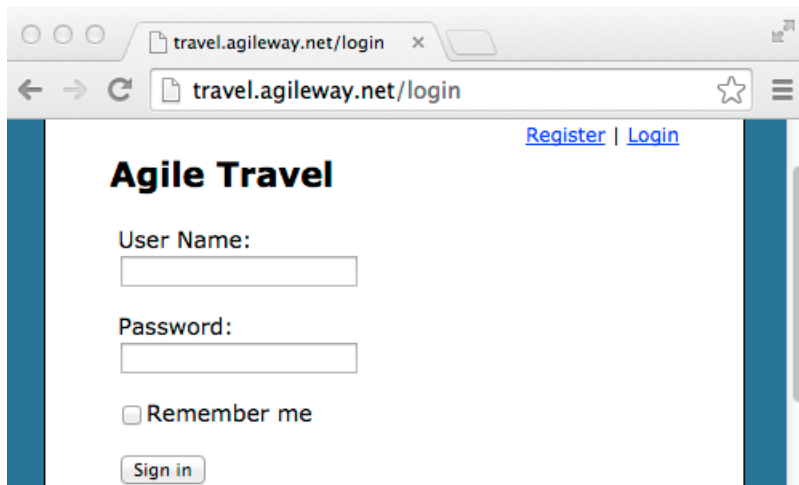 travel.agileway.net/login
travel.agileway.net/login
Register | Login
Agile Travel
User Name:
Password:
Remember me
Sign in